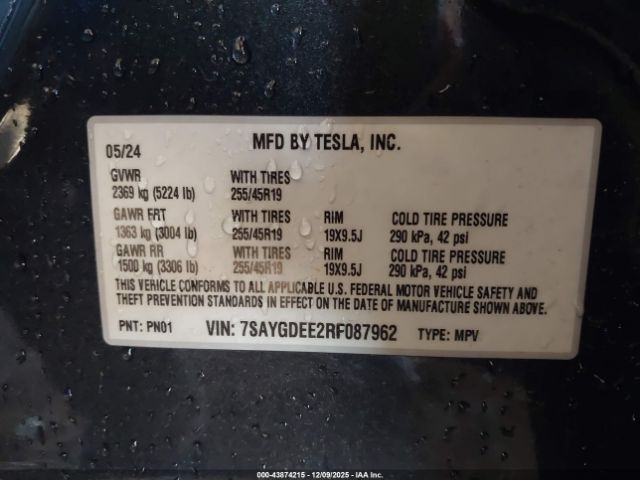 MFD BY TESLA, INC.
05/24
GVWR WITH TIRES
2369 kg (5224 lb) 255/45R19
GAWR FRT WITH TIRES RIM COLD TIRE PRESSURE
1363 kg (3004 lb) 255/45R19 19X9.5J 290 kPa, 42 psi
GAWR RR WITH TIRES RIM COLD TIRE PRESSURE
1500 kg (3306 lb) 255/45R19 19X9.5J 290 kPa, 42 psi
THIS VEHICLE CONFORMS TO ALL APPLICABLE U.S. FEDERAL MOTOR VEHICLE SAFETY AND
THEFT PREVENTION STANDARDS IN EFFECT ON THE DATE OF MANUFACTURE SHOWN ABOVE.
PNT: PN01 VIN: 7SAYGDEE2RF087962 TYPE: MPV
000-43874215 - 12/09/2025 - IAA Inc.